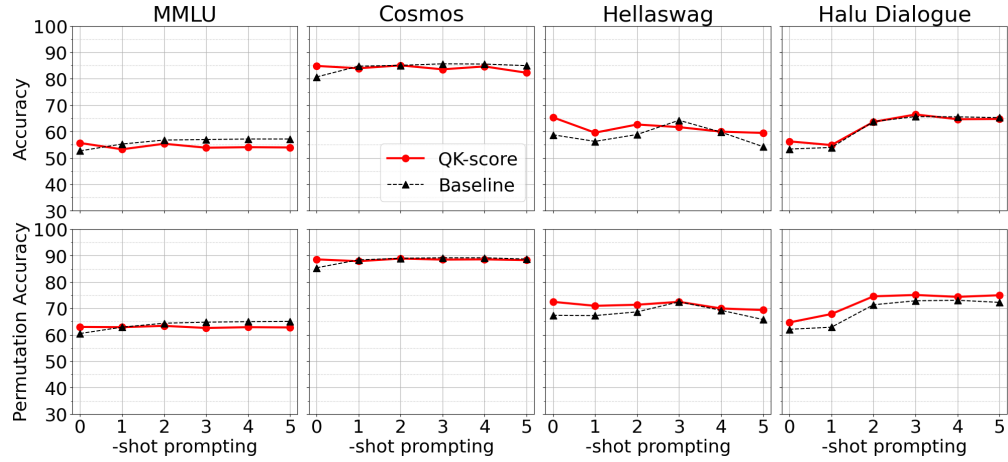 MMLU
Cosmos
Hellaswag
Halu Dialogue
Accuracy
100
90
80
70
60
50
40
30
QK-score
Baseline
Permutation Accuracy
100
90
80
70
60
50
40
30
0 1 2 3 4 5
-shot prompting
0 1 2 3 4 5
-shot prompting
0 1 2 3 4 5
-shot prompting
0 1 2 3 4 5
-shot prompting